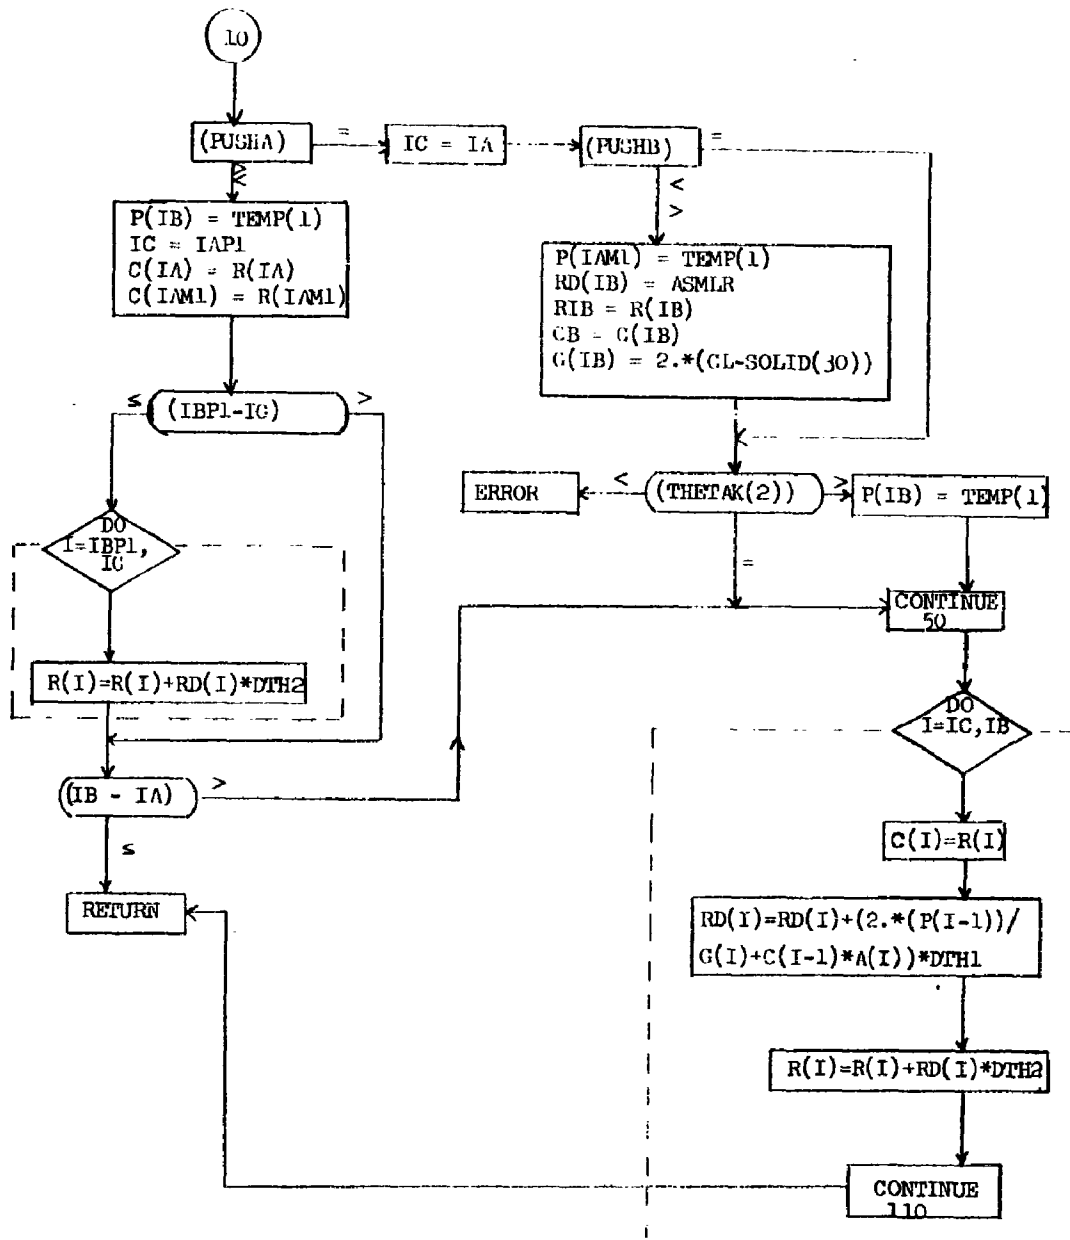 10
(PUSHA)
=
IC = IA
(PUSHB)
=
P(IB) = TEMP(1)
IC = IAP1
C(IA) = R(IA)
C(IAM1) = R(IAM1)
<
>
P(IAM1) = TEMP(1)
RD(IB) = ASMLR
RIB = R(IB)
CB = C(IB)
G(IB) = 2.*(GL-SOLID(30))
≤
(IBP1-IC)
>
ERROR
<
(THETAK(2))
>
P(IB) = TEMP(1)
=
DO
I=IBP1,
IC
CONTINUE
50
R(I)=R(I)+RD(I)*DTH2
DO
I=IC,IB
(IB - IA)
>
≤
C(I)=R(I)
RETURN
RD(I)=RD(I)+(2.*(P(I-1))/
G(I)+C(I-1)*A(I))*DTH1
R(I)=R(I)+RD(I)*DTH2
CONTINUE
110